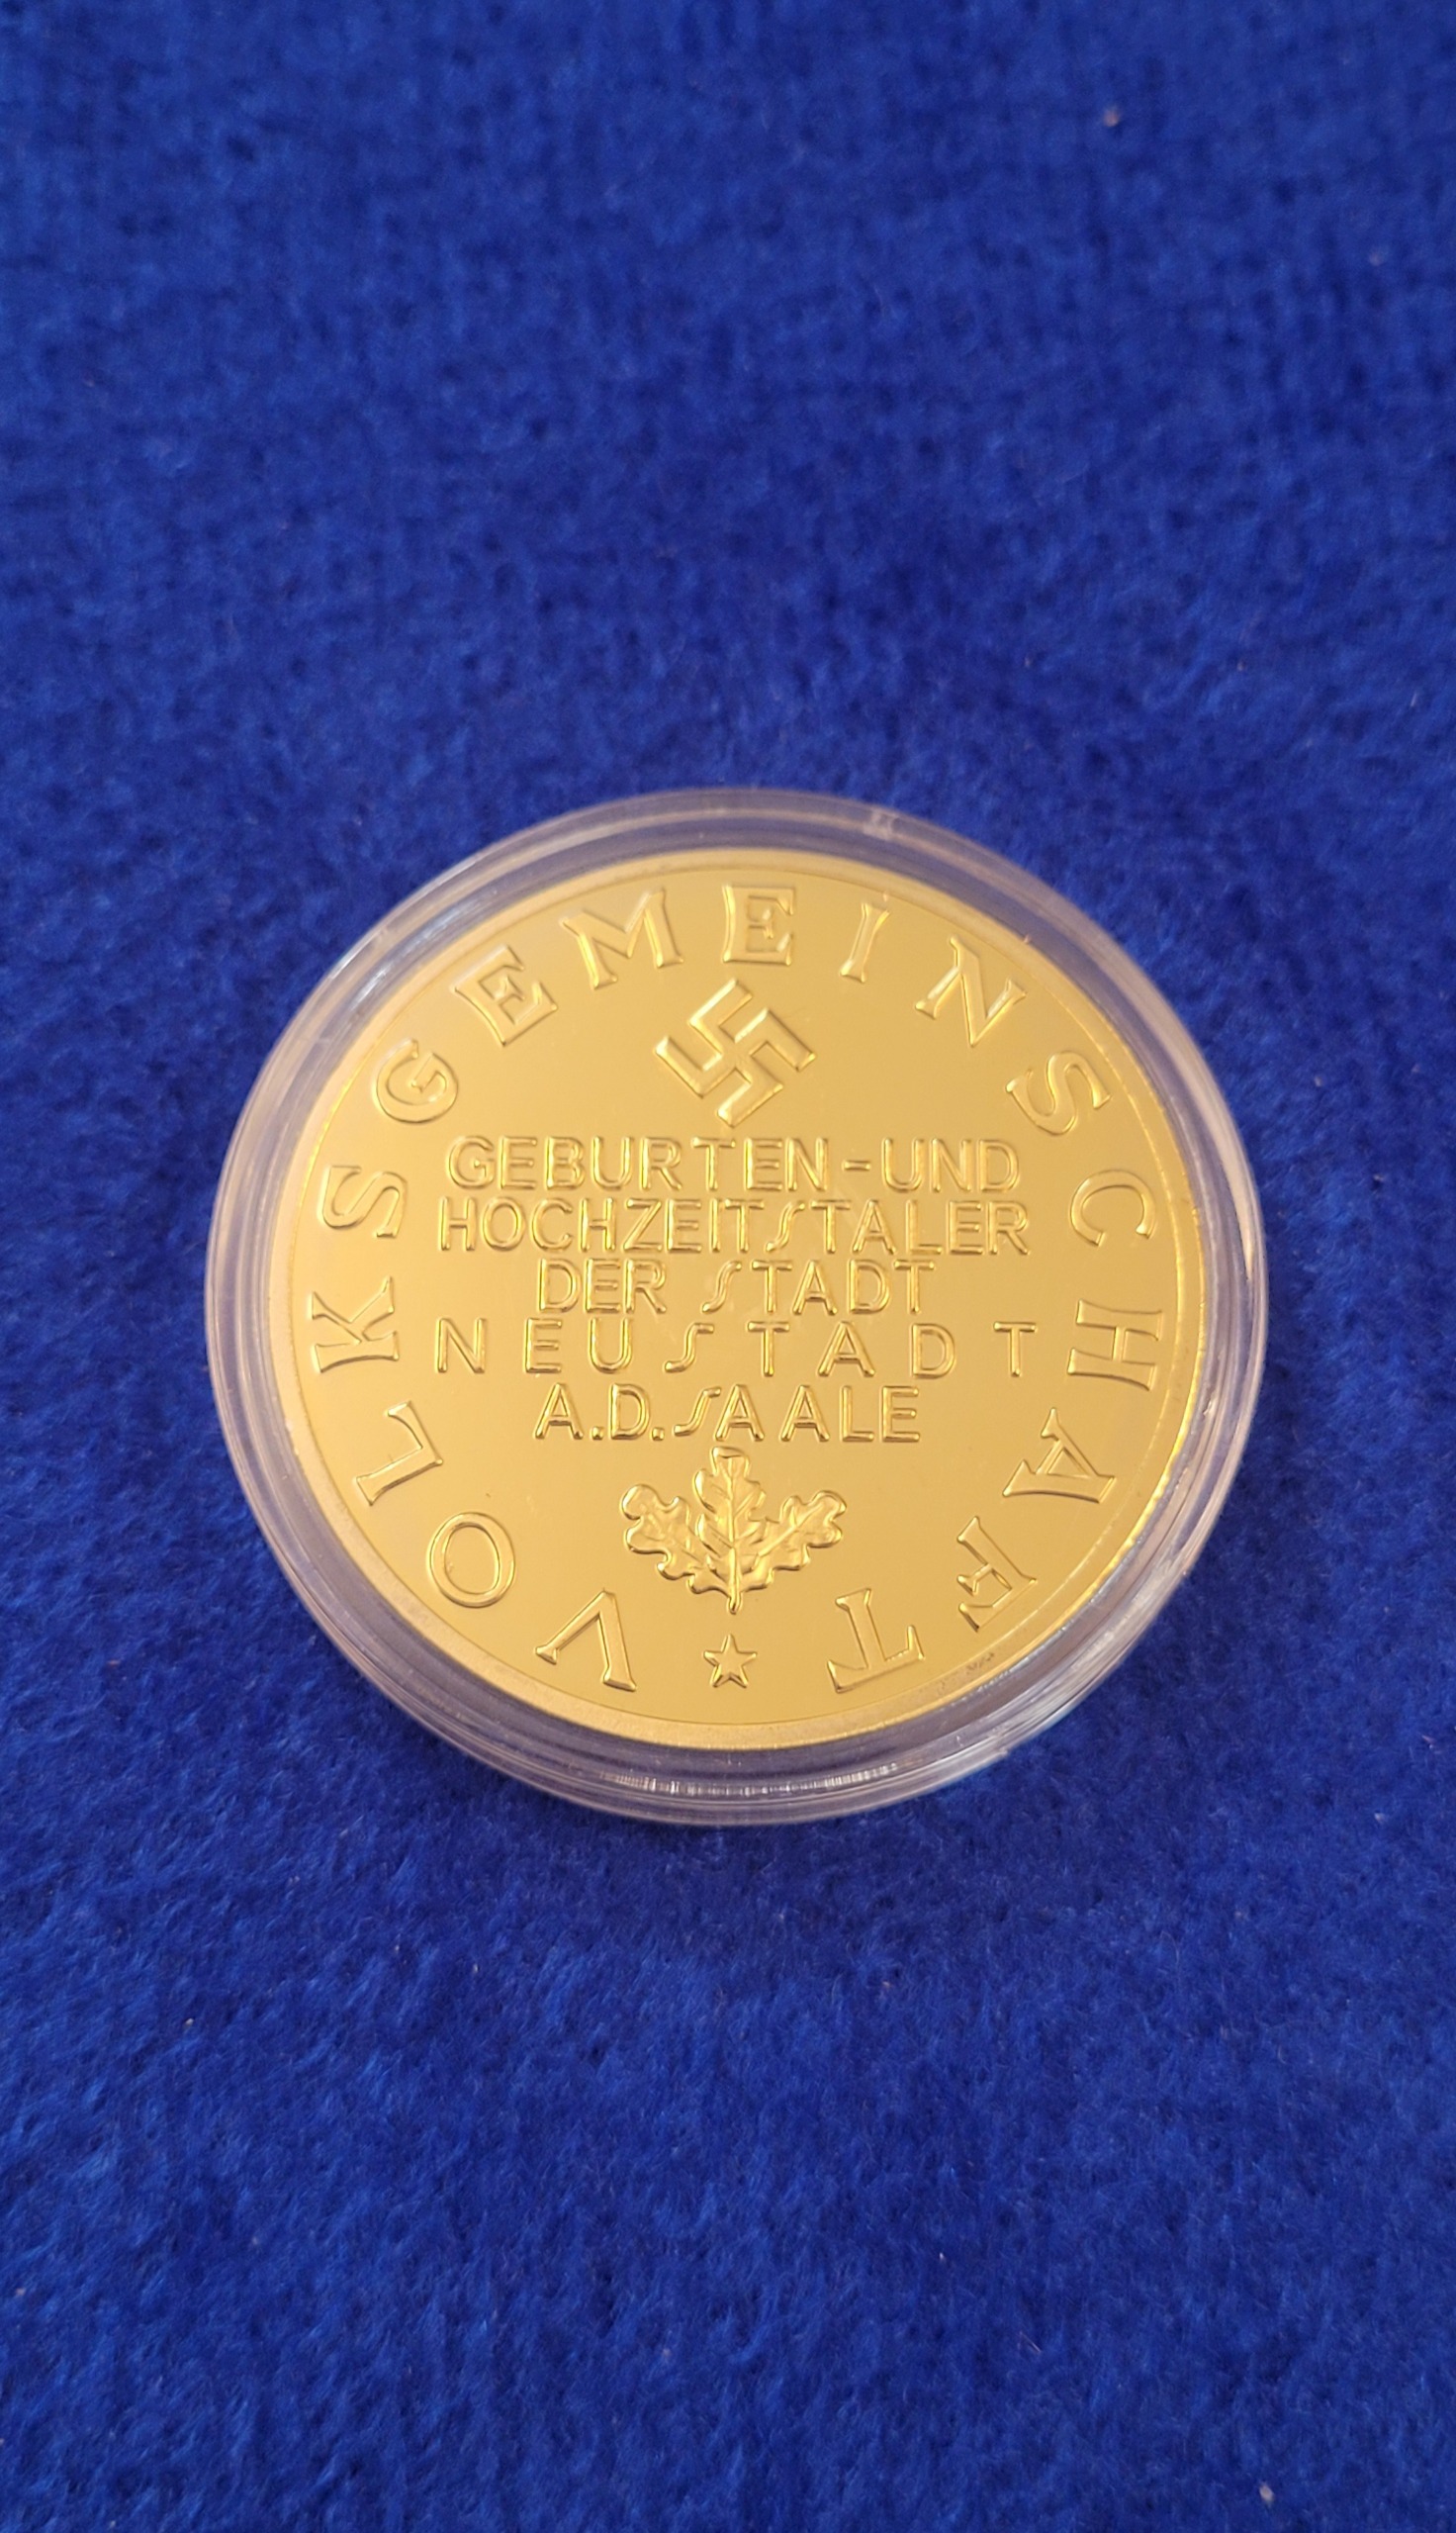 VOLKSGEMEINSCHAFT
GEBURTEN-UND
HOCHZEITSTALER
DER STADT
NEUSTADT
A.D.SAALE